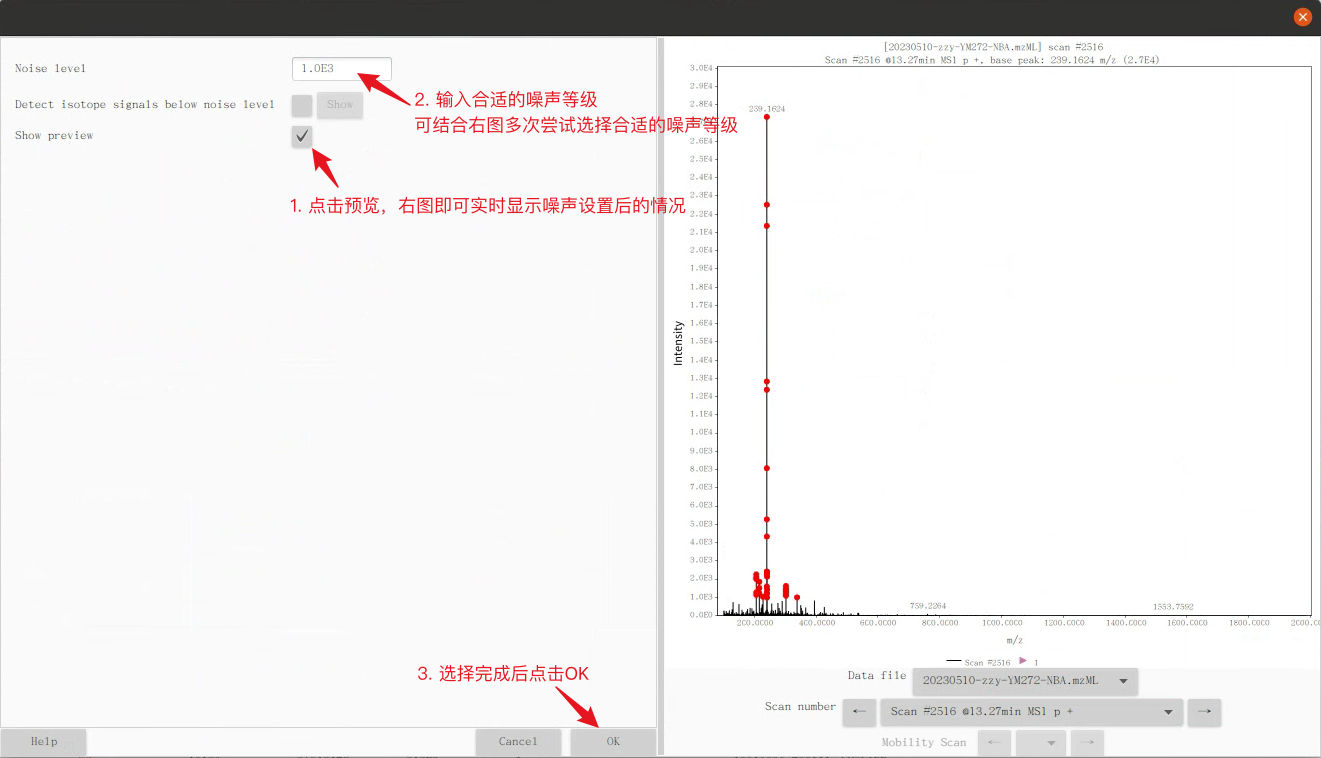 Noise level
1.0E3
Detect isotope signals below noise level
Show
Show preview
2. 输入合适的噪声等级
可结合右图多次尝试选择合适的噪声等级
1. 点击预览，右图即可实时显示噪声设置后的情况
3. 选择完成后点击OK
Help
Cancel
OK
[20230510-zzy-YM272-NBA.mzML] scan #2516
Scan #2516 @13.27min MS1 p +, base peak: 239.1624 m/z (2.7E4)
3.0E4
2.9E4
2.8E4
2.6E4
2.5E4
2.4E4
2.3E4
2.2E4
2.1E4
2.0E4
1.9E4
1.8E4
1.7E4
1.6E4
1.5E4
1.4E4
1.3E4
1.2E4
1.1E4
1.0E4
9.0E3
8.0E3
7.0E3
6.0E3
5.0E3
4.0E3
3.0E3
2.0E3
1.0E3
0.0E0
Intensity
239.1624
759.2264
1553.7592
200.0000
400.0000
600.0000
800.0000
1000.0000
1200.0000
1400.0000
1600.0000
1800.0000
2000.0
m/z
Scan #2516
1
Data file
20230510-zzy-YM272-NBA.mzML
Scan number
←
Scan #2516 @13.27min MS1 p +
→
Mobility Scan
←
→